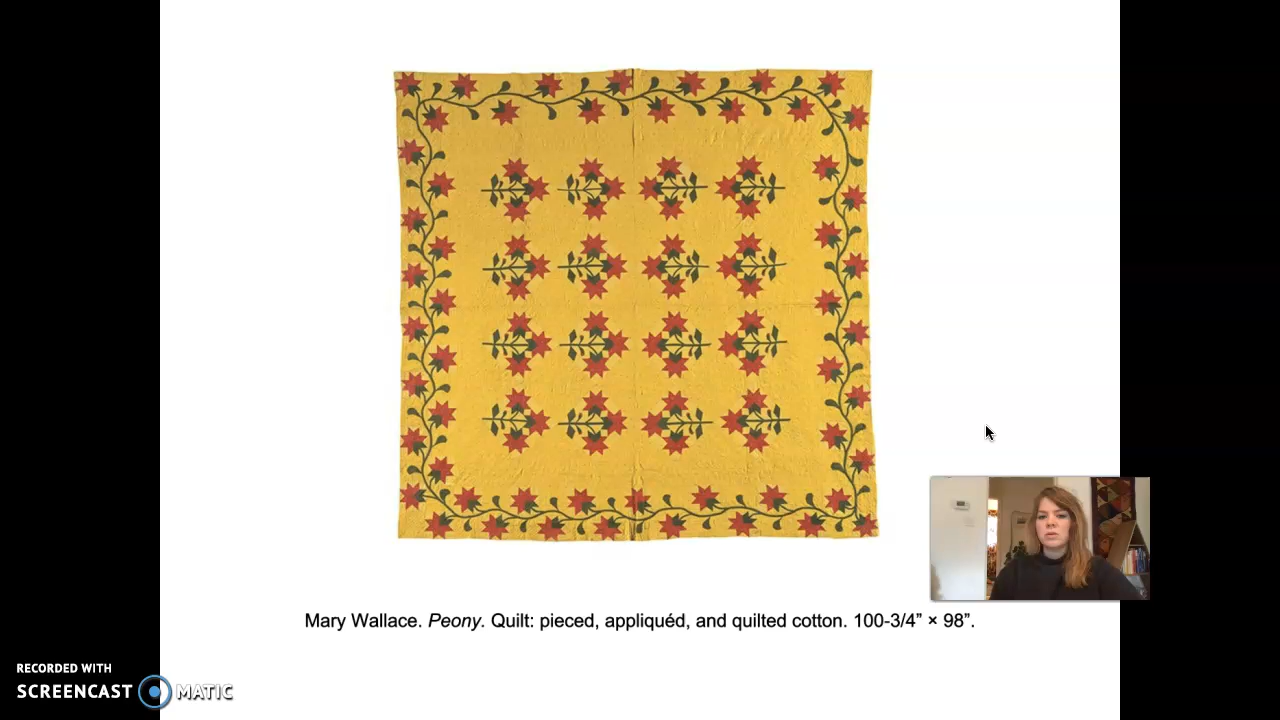 Mary Wallace. Peony. Quilt: pieced, appliquéd, and quilted cotton. 100-3/4” × 98”.
RECORDED WITH
SCREENCAST MATIC